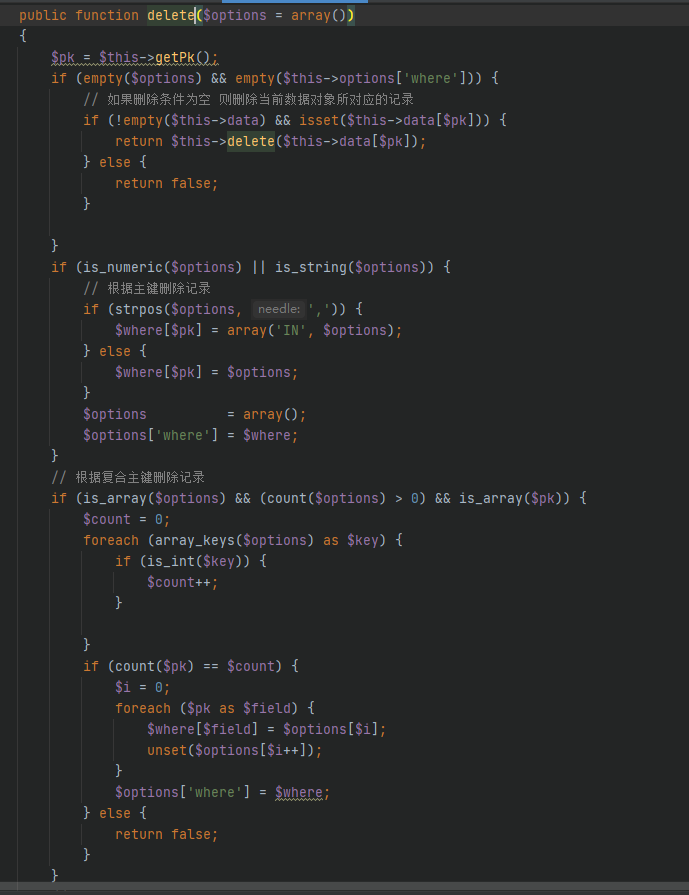 public function delete($options = array())
{
    $pk = $this->getPk();
    if (empty($options) && empty($this->options['where'])) {
        // 如果删除条件为空 则删除当前数据对象所对应的记录
        if (!empty($this->data) && isset($this->data[$pk])) {
            return $this->delete($this->data[$pk]);
        } else {
            return false;
        }
    }
    if (is_numeric($options) || is_string($options)) {
        // 根据主键删除记录
        if (strpos($options, needle: ',')) {
            $where[$pk] = array('IN', $options);
        } else {
            $where[$pk] = $options;
        }
        $options          = array();
        $options['where'] = $where;
    }
    // 根据复合主键删除记录
    if (is_array($options) && (count($options) > 0) && is_array($pk)) {
        $count = 0;
        foreach (array_keys($options) as $key) {
            if (is_int($key)) {
                $count++;
            }
        }
        if (count($pk) == $count) {
            $i = 0;
            foreach ($pk as $field) {
                $where[$field] = $options[$i];
                unset($options[$i++]);
            }
            $options['where'] = $where;
        } else {
            return false;
        }
    }